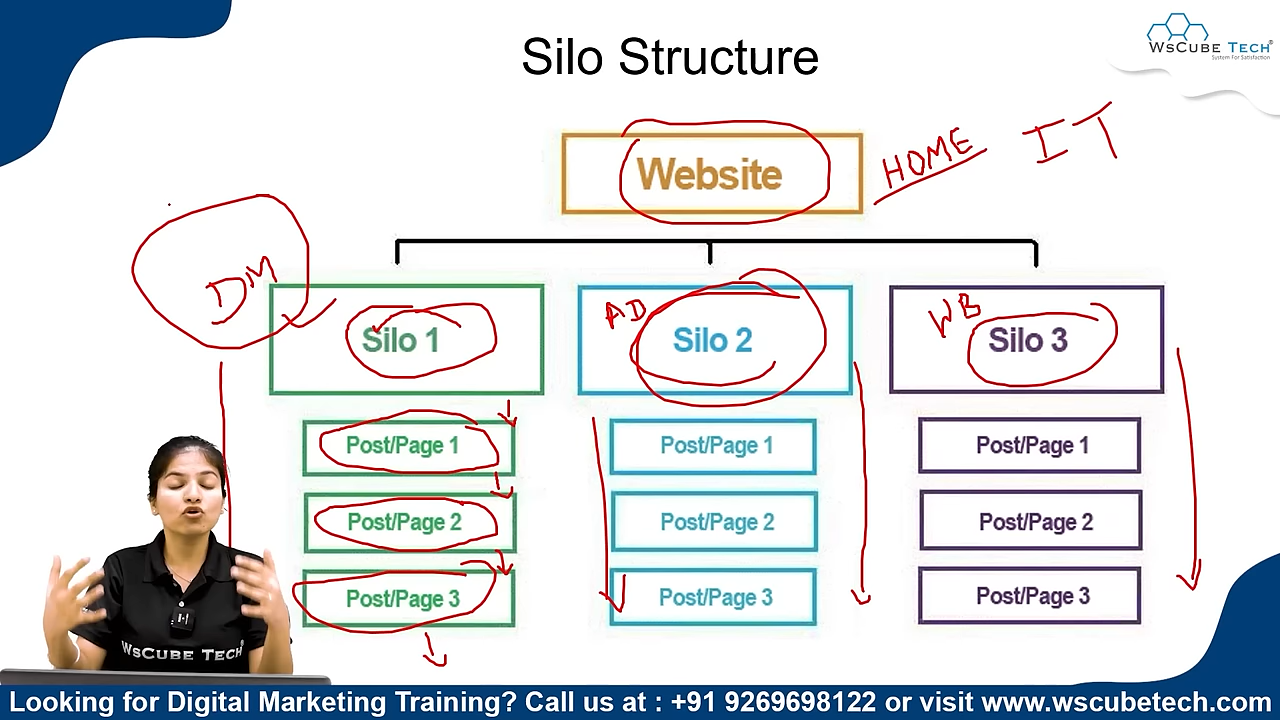 Silo Structure
WsCube Tech®
System For Satisfaction
Website
HOME
IT
DM
Silo 1
AD
Silo 2
WB
Silo 3
Post/Page 1
Post/Page 1
Post/Page 1
Post/Page 2
Post/Page 2
Post/Page 2
Post/Page 3
Post/Page 3
Post/Page 3
WsCube Tech®
Looking for Digital Marketing Training? Call us at : +91 9269698122 or visit www.wscubetech.com